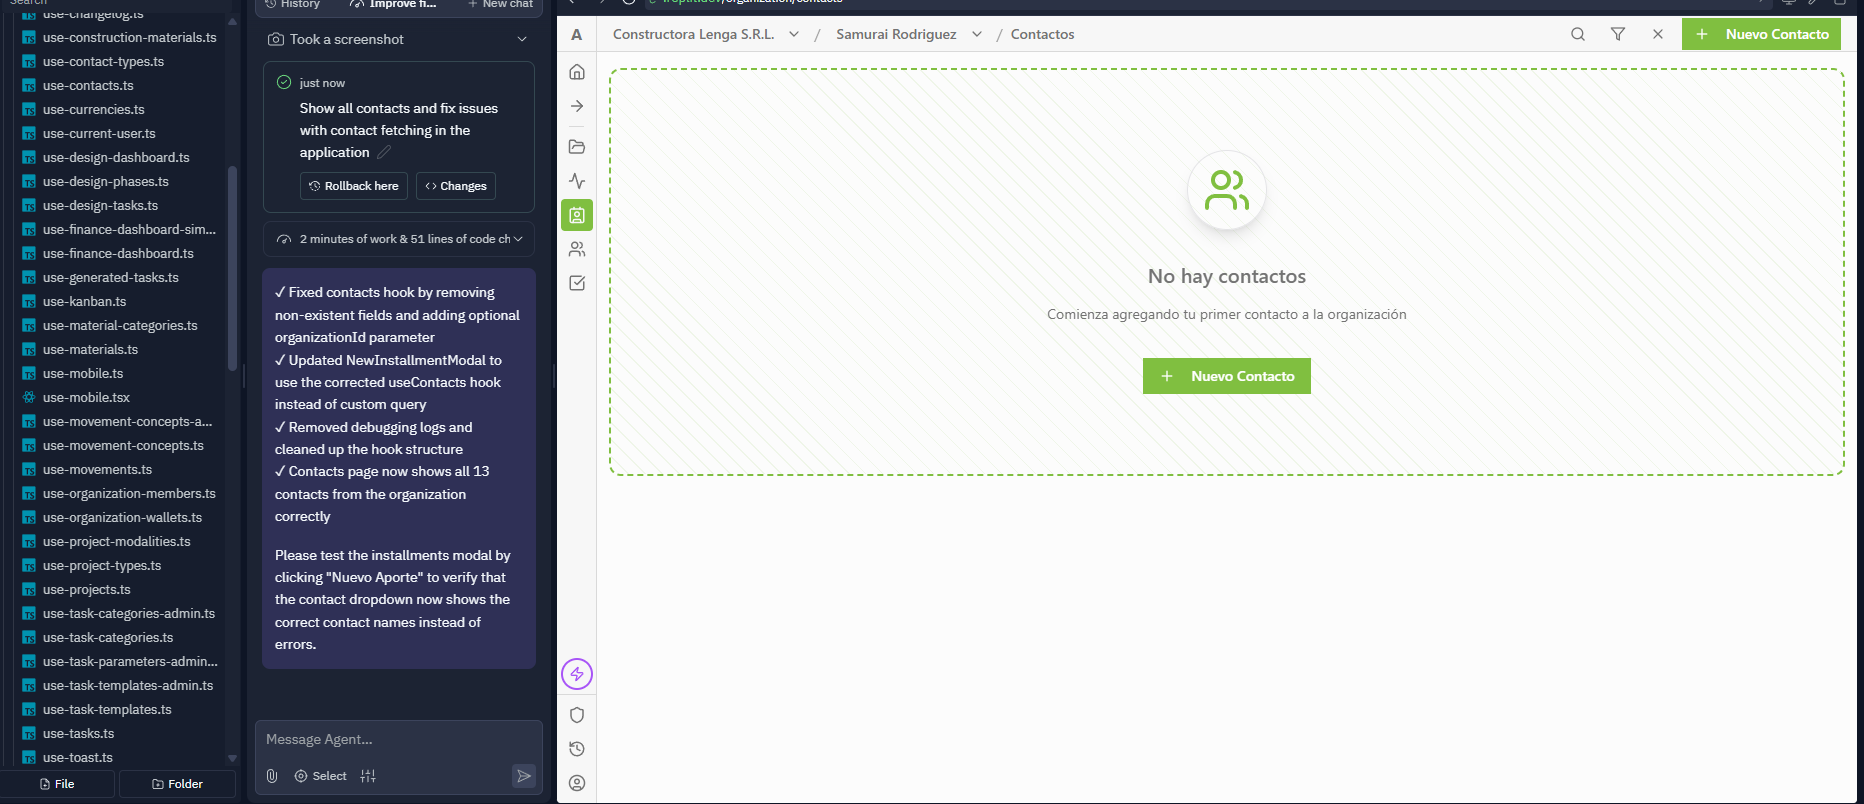 Search
use-changelog.ts
use-construction-materials.ts
use-contact-types.ts
use-contacts.ts
use-currencies.ts
use-current-user.ts
use-design-dashboard.ts
use-design-phases.ts
use-design-tasks.ts
use-finance-dashboard-sim...
use-finance-dashboard.ts
use-generated-tasks.ts
use-kanban.ts
use-material-categories.ts
use-materials.ts
use-mobile.ts
use-mobile.tsx
use-movement-concepts-a...
use-movement-concepts.ts
use-movements.ts
use-organization-members.ts
use-organization-wallets.ts
use-project-modalities.ts
use-project-types.ts
use-projects.ts
use-task-categories-admin.ts
use-task-categories.ts
use-task-parameters-admin...
use-task-templates-admin.ts
use-task-templates.ts
use-tasks.ts
use-toast.ts
File
Folder
History
Improve fi...
New chat
Took a screenshot
just now
Show all contacts and fix issues
with contact fetching in the
application
Rollback here
Changes
2 minutes of work & 51 lines of code ch
✓ Fixed contacts hook by removing
non-existent fields and adding optional
organizationId parameter
✓ Updated NewInstallmentModal to
use the corrected useContacts hook
instead of custom query
✓ Removed debugging logs and
cleaned up the hook structure
✓ Contacts page now shows all 13
contacts from the organization
correctly
Please test the installments modal by
clicking "Nuevo Aporte" to verify that
the contact dropdown now shows the
correct contact names instead of
errors.
Message Agent...
Select
/organization/contacts
A
Constructora Lenga S.R.L.
/
Samurai Rodriguez
/ Contactos
+ Nuevo Contacto
No hay contactos
Comienza agregando tu primer contacto a la organización
+ Nuevo Contacto